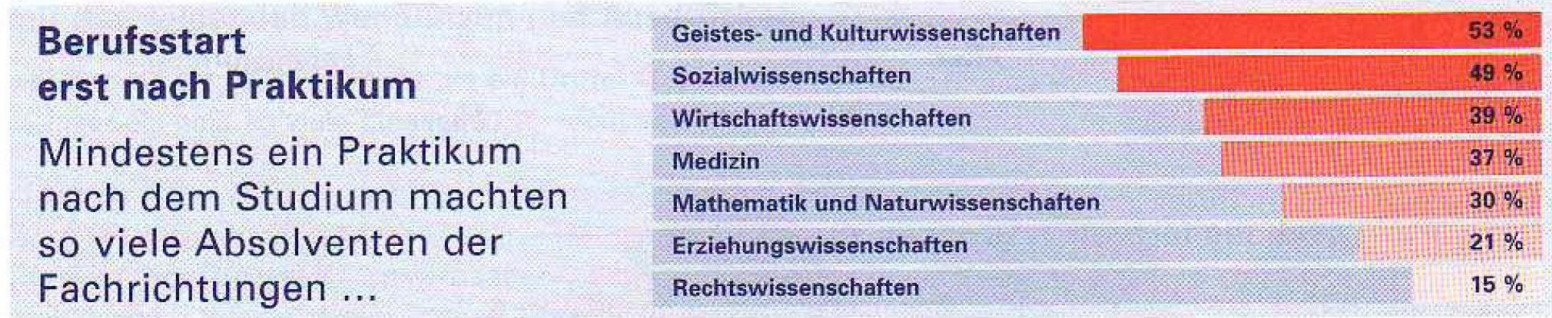 Berufsstart
erst nach Praktikum
Mindestens ein Praktikum
nach dem Studium machten
so viele Absolventen der
Fachrichtungen ...
Geistes- und Kulturwissenschaften 53 %
Sozialwissenschaften 49 %
Wirtschaftswissenschaften 39 %
Medizin 37 %
Mathematik und Naturwissenschaften 30 %
Erziehungswissenschaften 21 %
Rechtswissenschaften 15 %